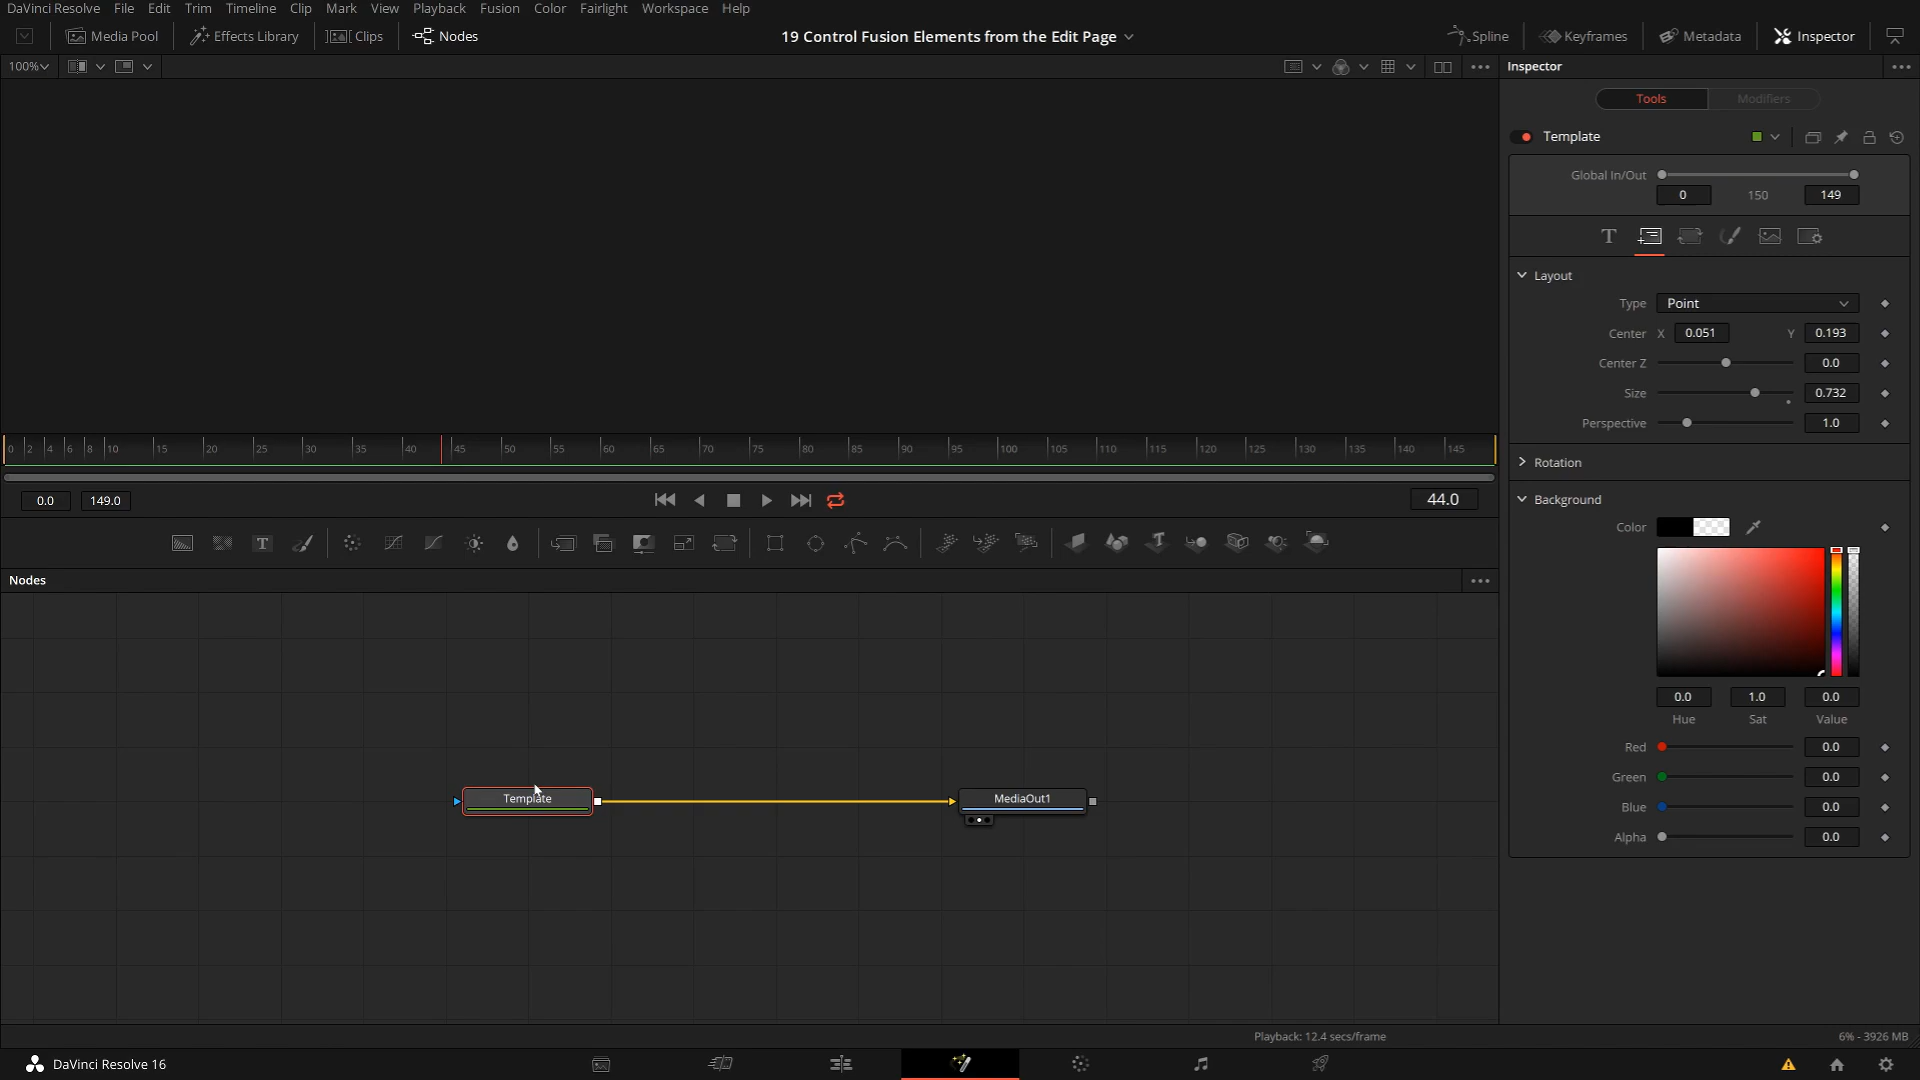 DaVinci Resolve File Edit Trim Timeline Clip Mark View Playback Fusion Color Fairlight Workspace Help
Media Pool Effects Library Clips Nodes 19 Control Fusion Elements from the Edit Page Spline Keyframes Metadata Inspector
100% Inspector
Tools Modifiers
Template
Global In/Out
0 150 149
T
Layout
Type Point
Center X 0.051 Y 0.193
Center Z 0.0
Size 0.732
Perspective 1.0
0 2 4 6 8 10 15 20 25 30 35 40 45 50 55 60 65 70 75 80 85 90 95 100 105 110 115 120 125 130 135 140 145
Rotation
0.0 149.0 44.0
Background
Color
T T
Nodes
0.0 1.0 0.0
Hue Sat Value
Red 0.0
Green 0.0
Blue 0.0
Alpha 0.0
Template MediaOut1
Playback: 12.4 secs/frame 6% - 3926 MB
DaVinci Resolve 16